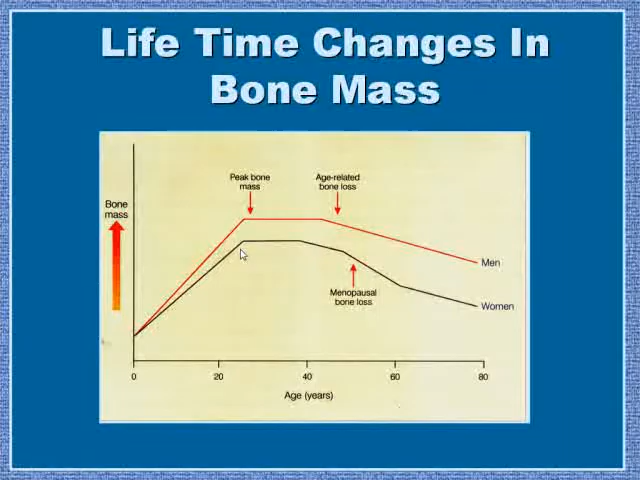 Life Time Changes In
Bone Mass
Peak bone
mass
Age-related
bone loss
Bone
mass
Men
Menopausal
bone loss
Women
0 20 40 60 80
Age (years)